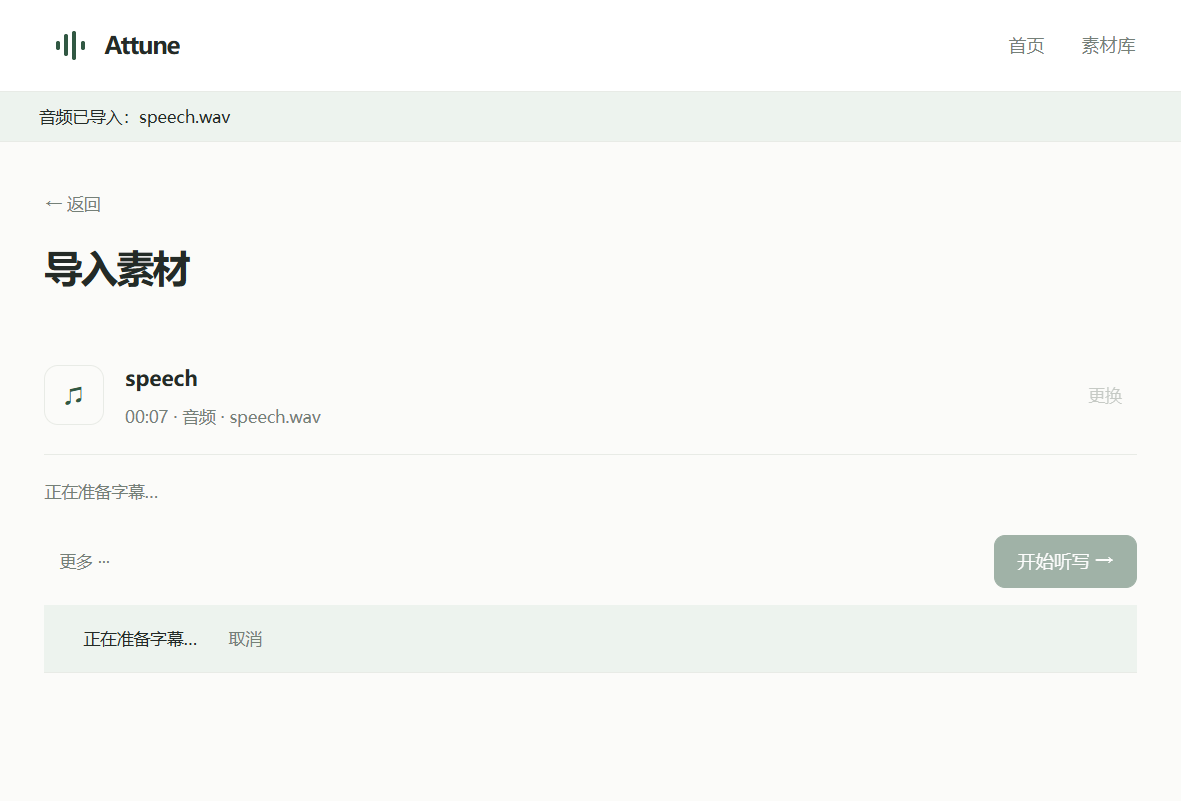 Attune
首页
素材库
音频已导入：speech.wav
← 返回
导入素材
speech
00:07 · 音频 · speech.wav
更换
正在准备字幕...
更多 ···
开始听写 →
正在准备字幕...
取消